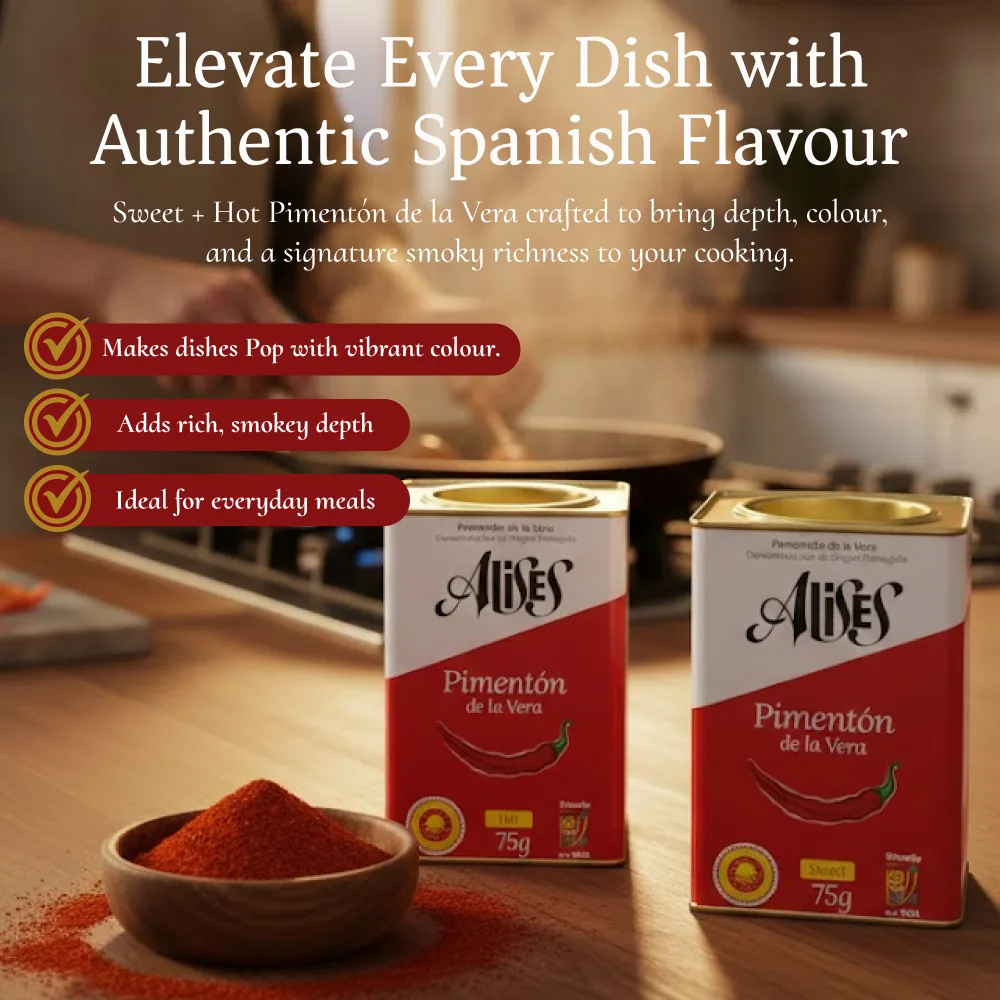 Elevate Every Dish with
Authentic Spanish Flavour
Sweet + Hot Pimentón de la Vera crafted to bring depth, colour,
and a signature smoky richness to your cooking.
Makes dishes Pop with vibrant colour.
Adds rich, smokey depth
Ideal for everyday meals
ALISES
Pimentón
de la Vera
75g
ALISES
Pimentón
de la Vera
Sweet
75g